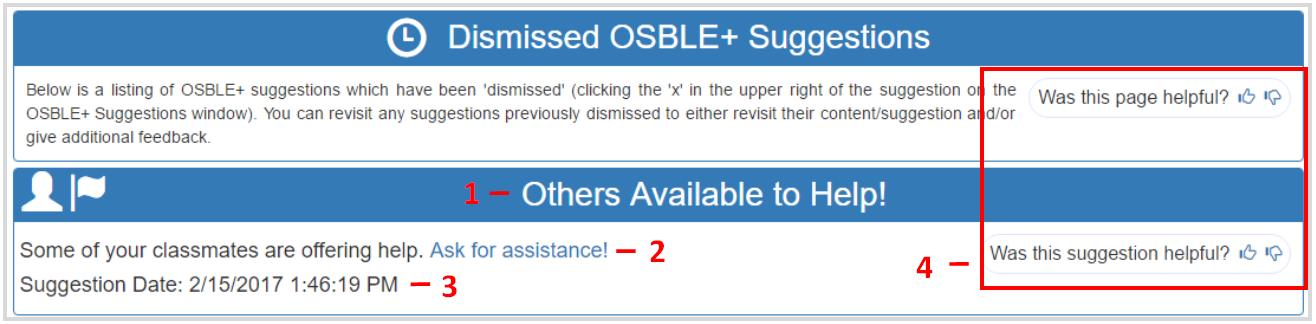 Dismissed OSBLE+ Suggestions
Below is a listing of OSBLE+ suggestions which have been 'dismissed' (clicking the 'x' in the upper right of the suggestion on the
OSBLE+ Suggestions window). You can revisit any suggestions previously dismissed to either revisit their content/suggestion and/or
give additional feedback.
Was this page helpful?
1 – Others Available to Help!
Some of your classmates are offering help. Ask for assistance! – 2
Suggestion Date: 2/15/2017 1:46:19 PM – 3
4 – Was this suggestion helpful?